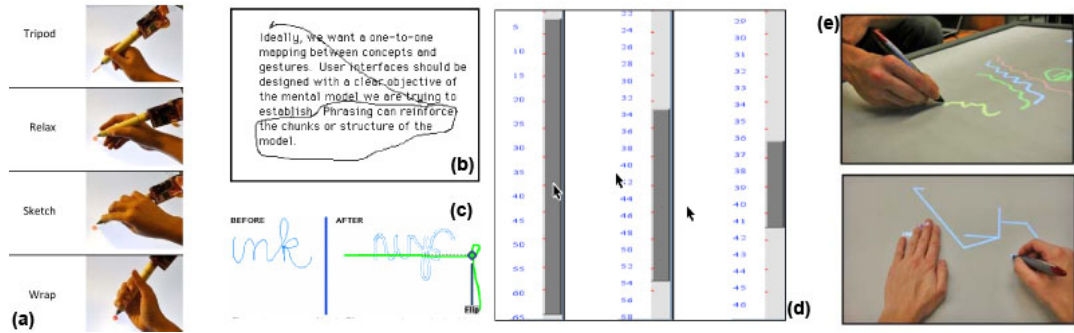 Tripod
Relax
Sketch
Wrap
(a)
Ideally, we want a one-to-one
mapping between concepts and
gestures. User interfaces should be
designed with a clear objective of
the mental model we are trying to
establish. Phrasing can reinforce
the chunks or structure of the
model.
(b)
(c)
BEFORE
AFTER
ink
ink
Flip
5
10
15
20
25
30
35
40
45
50
55
60
65
22
24
26
28
30
32
34
36
38
40
42
44
46
48
50
52
54
56
58
29
30
31
32
33
34
35
36
37
38
39
40
41
42
43
44
45
46
(d)
(e)